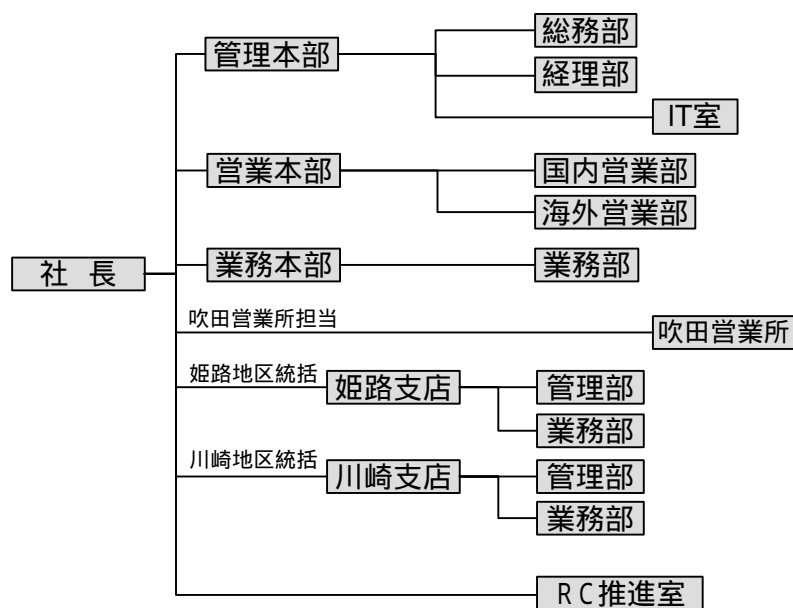 総務部
管理本部
経理部
IT室
営業本部
国内営業部
海外営業部
社 長
業務本部
業務部
吹田営業所担当
吹田営業所
姫路地区統括
姫路支店
管理部
業務部
川崎地区統括
川崎支店
管理部
業務部
RC推進室